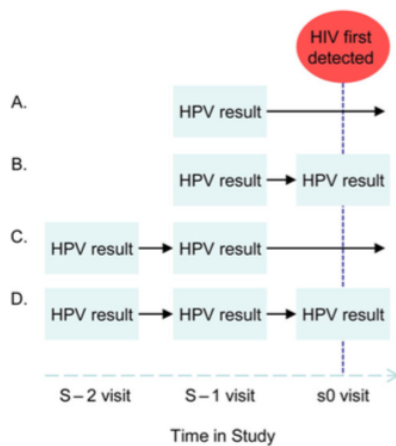 HIV first
detected
A.
HPV result
B.
HPV result
HPV result
C.
HPV result
HPV result
D.
HPV result
HPV result
HPV result
S−2 visit
S−1 visit
s0 visit
Time in Study